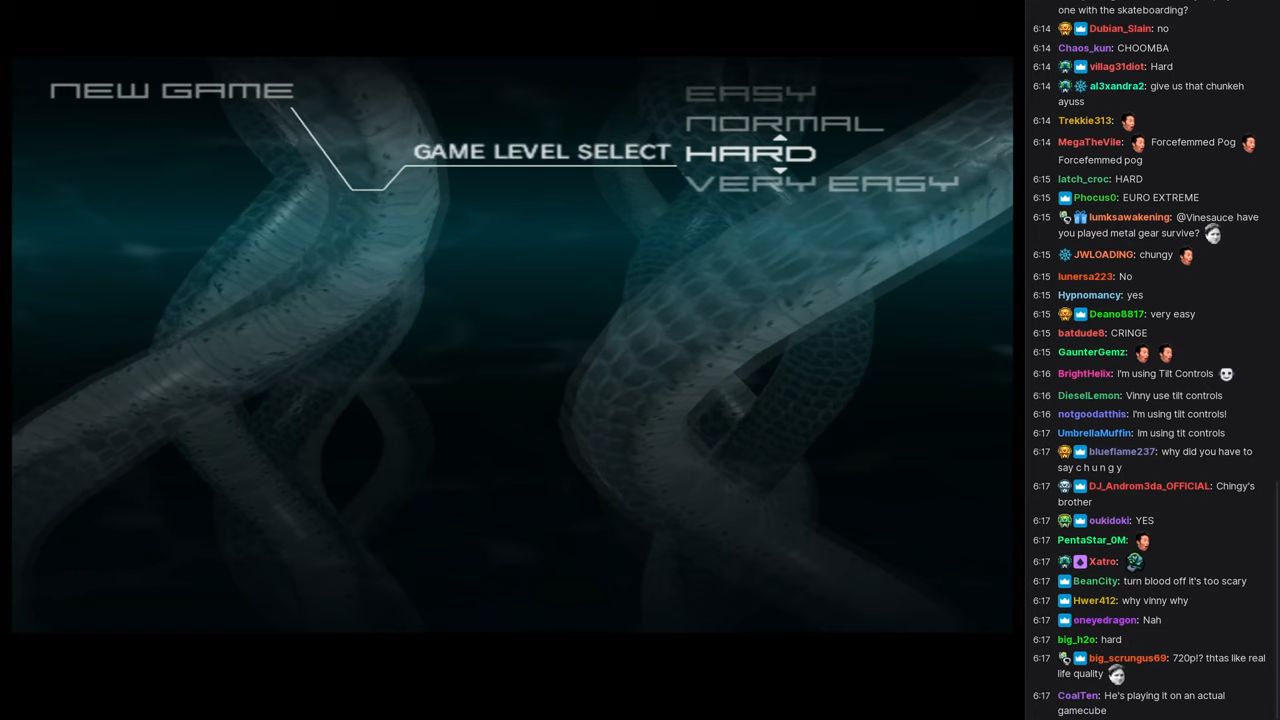 NEW GAME
EASY
NORMAL
GAME LEVEL SELECT
HARD
VERY EASY
one with the skateboarding?
6:14 Dubian_Slain: no
6:14 Chaos_kun: CHOOMBA
6:14 villag31diot: Hard
6:14 al3xandra2: give us that chunkeh
ayuss
6:14 Trekkie313:
6:14 MegaTheVile: Forcefemmed Pog
Forcefemmed pog
6:15 latch_croc: HARD
6:15 Phocus0: EURO EXTREME
6:15 lumksawakening: @Vinesauce have
you played metal gear survive?
6:15 JWLOADING: chungy
6:15 lunersa223: No
6:15 Hypnomancy: yes
6:15 Deano8817: very easy
6:15 batdude8: CRINGE
6:15 GaunterGemz:
6:16 BrightHelix: I'm using Tilt Controls
6:16 DieselLemon: Vinny use tilt controls
6:16 notgoodatthis: I'm using tilt controls!
6:17 UmbrellaMuffin: Im using tit controls
6:17 blueflame237: why did you have to
say c h u n g y
6:17 DJ_Androm3da_OFFICIAL: Chingy's
brother
6:17 oukidoki: YES
6:17 PentaStar_0M:
6:17 Xatro:
6:17 BeanCity: turn blood off it's too scary
6:17 Hwer412: why vinny why
6:17 oneyedragon: Nah
6:17 big_h2o: hard
6:17 big_scrungus69: 720p!? thtas like real
life quality
6:17 CoalTen: He's playing it on an actual
gamecube